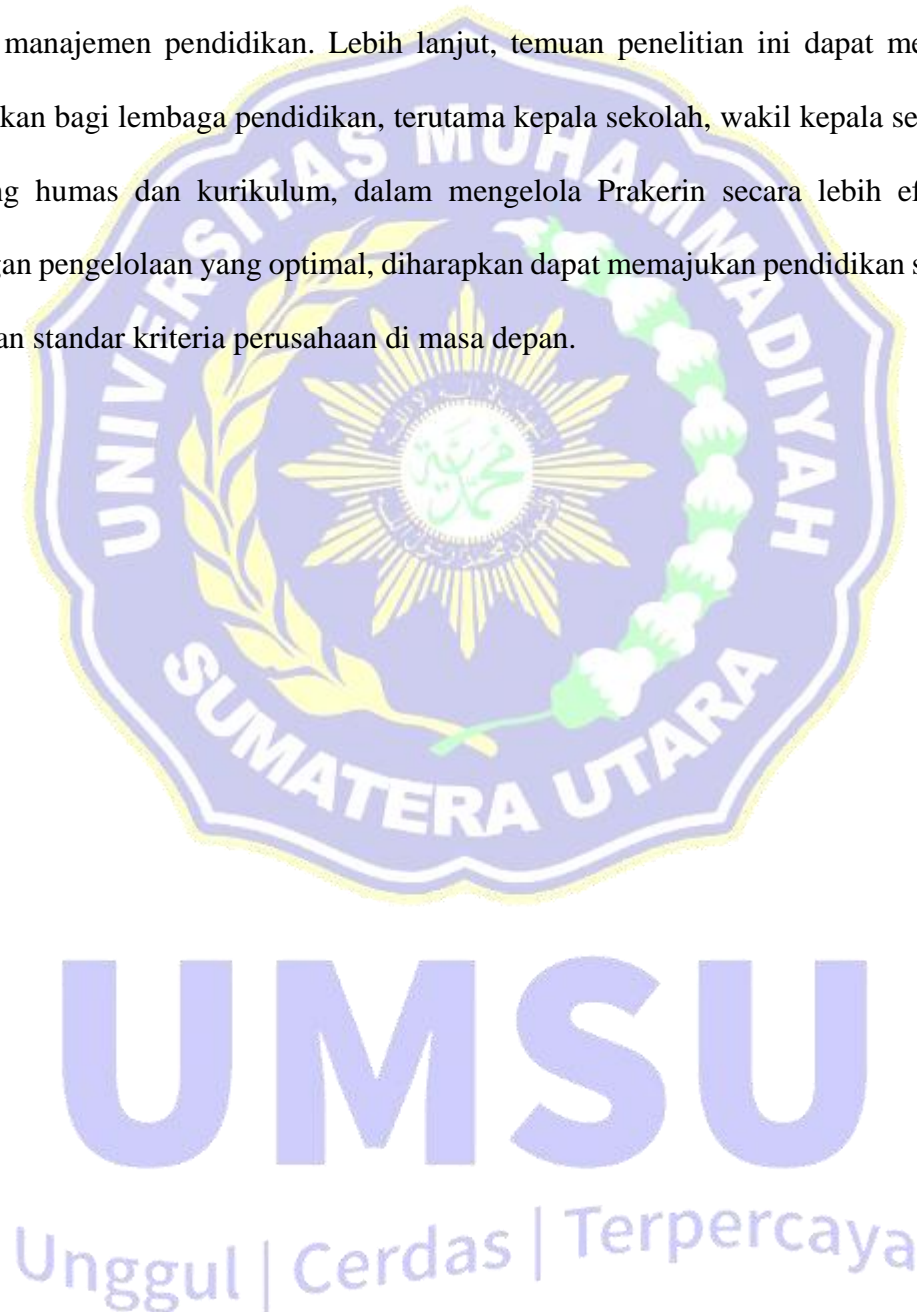 manajemen pendidikan. Lebih lanjut, temuan penelitian ini dapat me
kan bagi lembaga pendidikan, terutama kepala sekolah, wakil kepala se
g humas dan kurikulum, dalam mengelola Prakerin secara lebih ef
gan pengelolaan yang optimal, diharapkan dapat memajukan pendidikan s
an standar kriteria perusahaan di masa depan.
UNIVERSITAS MUHAMMADIYAH
SUMATERA UTARA
UMSU
Unggul | Cerdas | Terpercaya